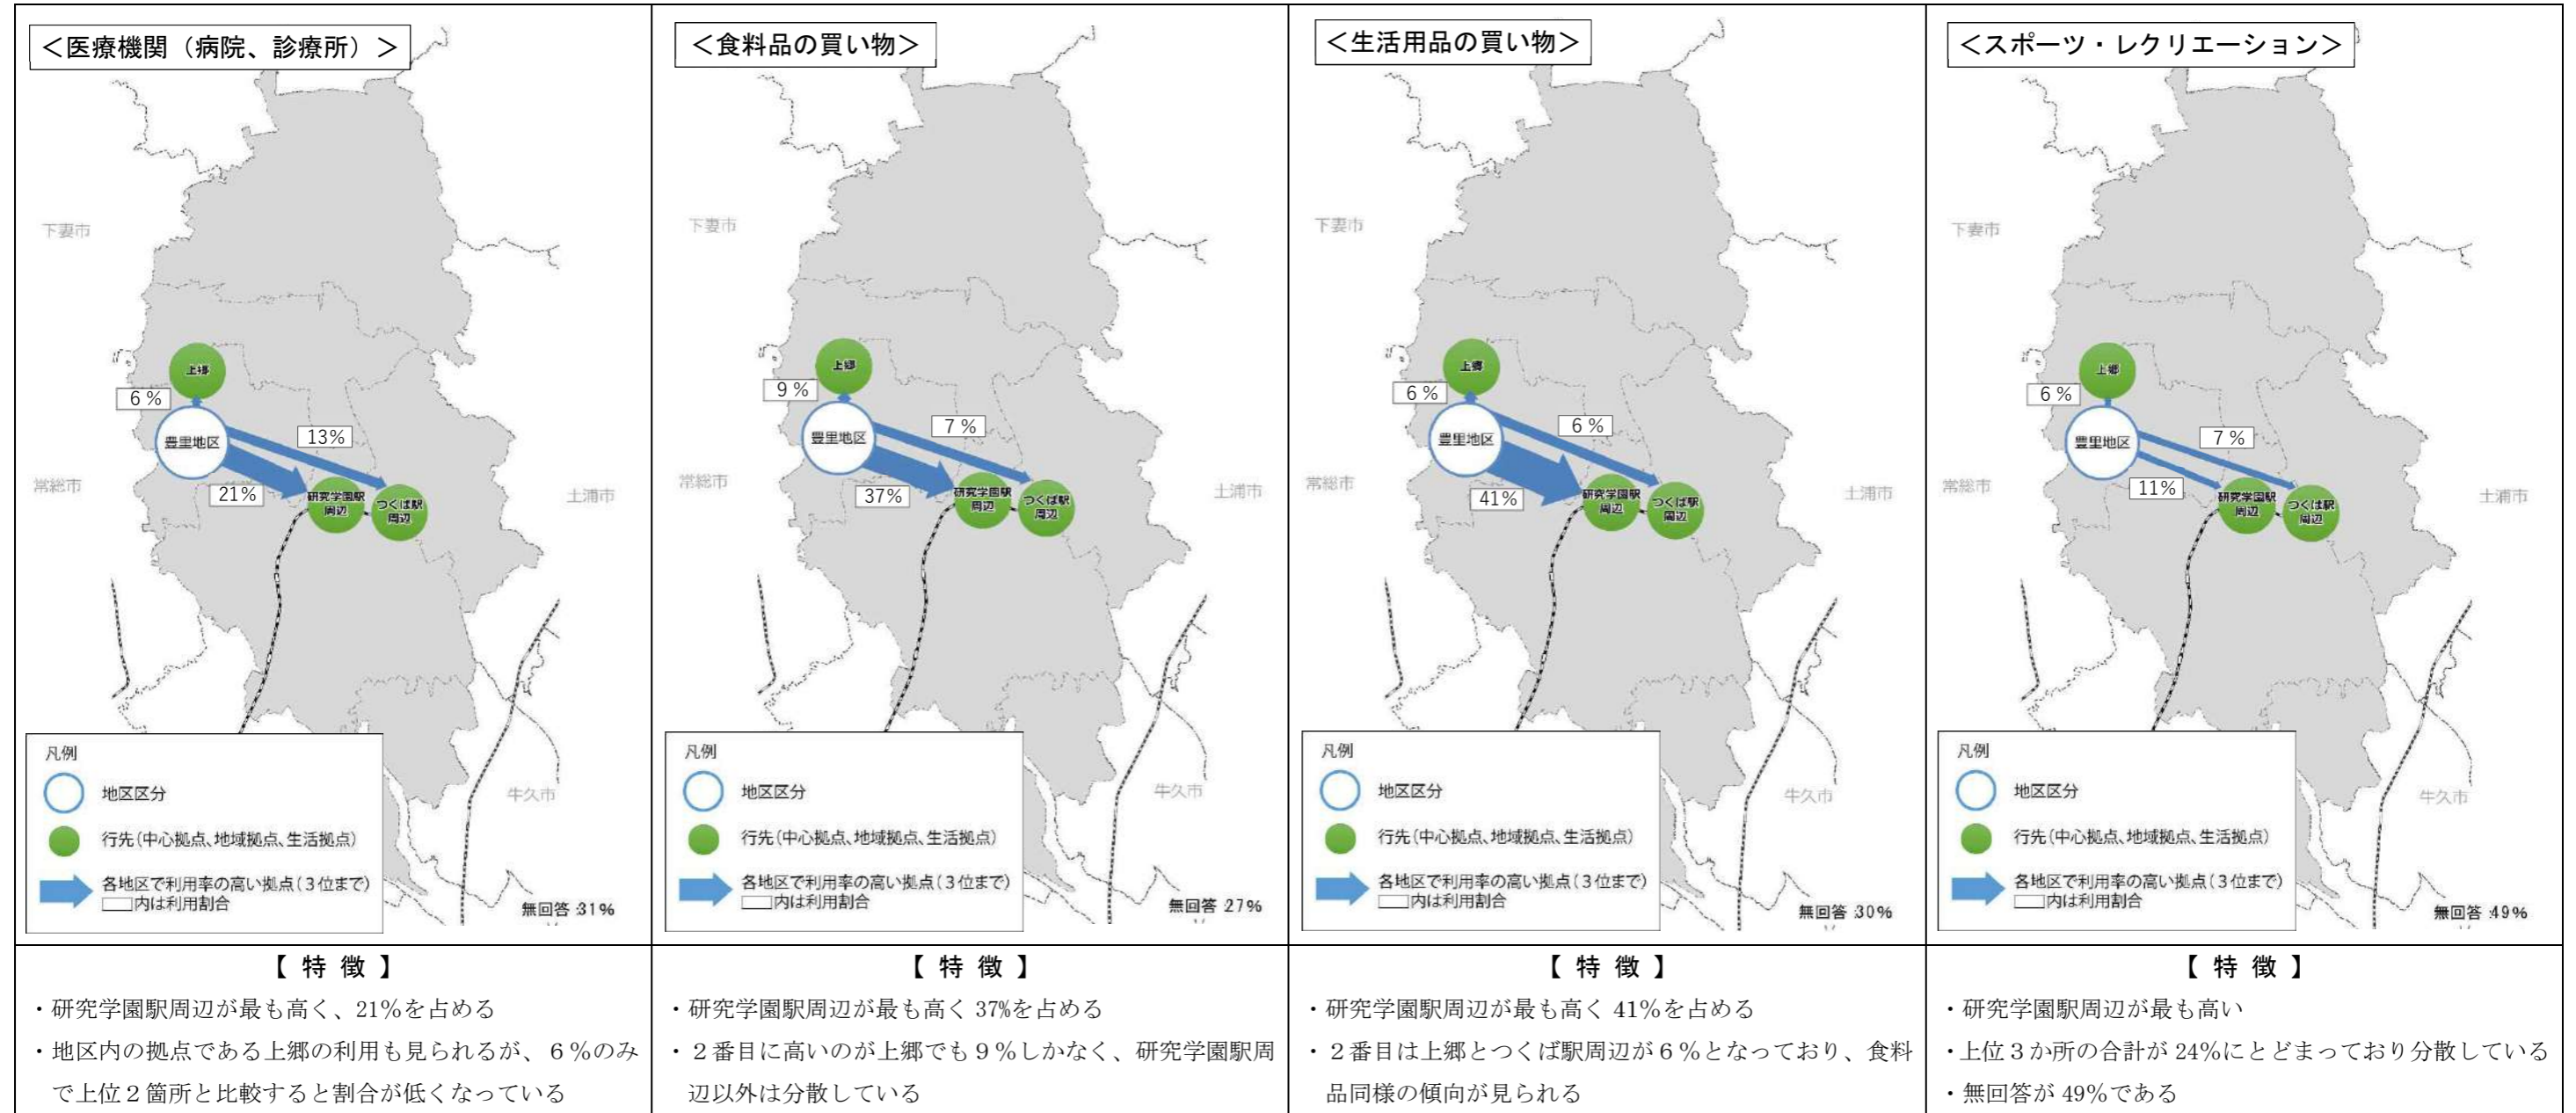 ＜医療機関（病院、診療所）＞
下妻市
上郷
6％
豊里地区
13％
常総市
21％
研究学園駅
周辺
つくば駅
周辺
土浦市
凡例
地区区分
行先（中心拠点、地域拠点、生活拠点）
各地区で利用率の高い拠点（３位まで）
内は利用割合
牛久市
無回答 31%
【 特 徴 】
・研究学園駅周辺が最も高く、21%を占める
・地区内の拠点である上郷の利用も見られるが、６％のみ
で上位２箇所と比較すると割合が低くなっている
＜食料品の買い物＞
下妻市
上郷
9％
豊里地区
7％
常総市
37％
研究学園駅
周辺
つくば駅
周辺
土浦市
凡例
地区区分
行先（中心拠点、地域拠点、生活拠点）
各地区で利用率の高い拠点（３位まで）
内は利用割合
牛久市
無回答 27%
【 特 徴 】
・研究学園駅周辺が最も高く 37%を占める
・２番目に高いのが上郷でも９％しかなく、研究学園駅周
辺以外は分散している
＜生活用品の買い物＞
下妻市
上郷
6％
豊里地区
6％
常総市
41％
研究学園駅
周辺
つくば駅
周辺
土浦市
凡例
地区区分
行先（中心拠点、地域拠点、生活拠点）
各地区で利用率の高い拠点（３位まで）
内は利用割合
牛久市
無回答 30%
【 特 徴 】
・研究学園駅周辺が最も高く 41%を占める
・２番目は上郷とつくば駅周辺が６％となっており、食料
品同様の傾向が見られる
＜スポーツ・レクリエーション＞
下妻市
上郷
6％
豊里地区
7％
常総市
11％
研究学園駅
周辺
つくば駅
周辺
土浦市
凡例
地区区分
行先（中心拠点、地域拠点、生活拠点）
各地区で利用率の高い拠点（３位まで）
内は利用割合
牛久市
無回答 49%
【 特 徴 】
・研究学園駅周辺が最も高い
・上位３か所の合計が 24%にとどまっており分散している
・無回答が 49%である